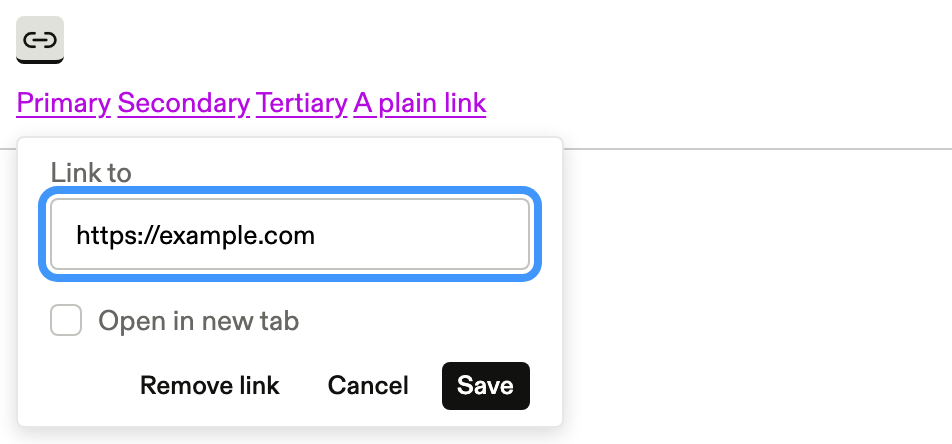 Primary Secondary Tertiary A plain link
Link to
https://example.com
Open in new tab
Remove link Cancel Save